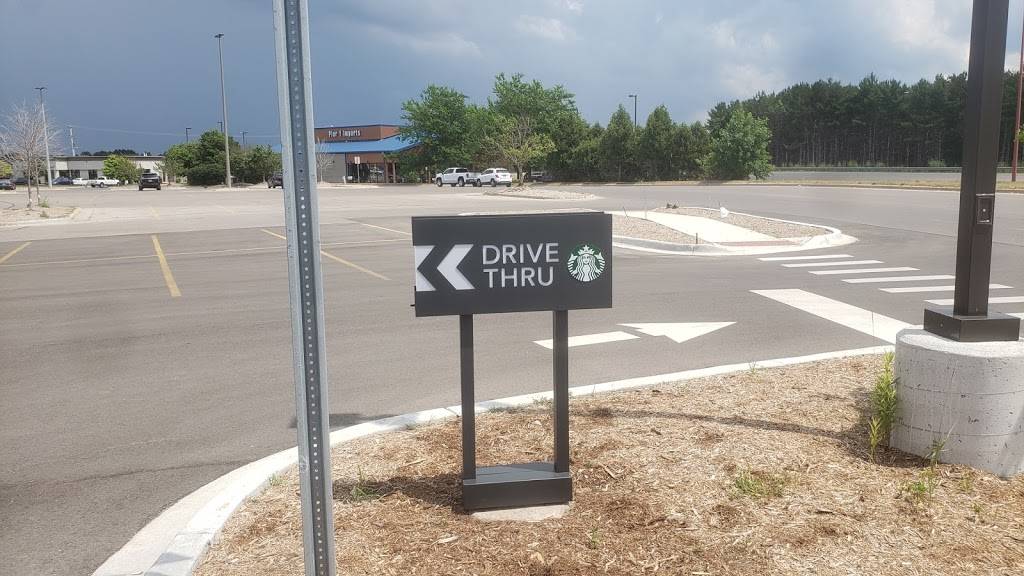 Pier 1 Imports
DRIVE
THRU